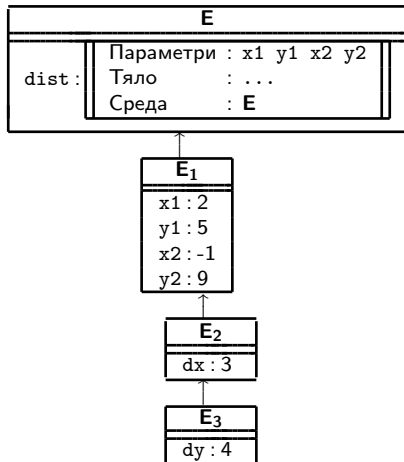 E
dist : Параметри : x1 y1 x2 y2
Тяло : ...
Среда : E
E₁
x1 : 2
y1 : 5
x2 : -1
y2 : 9
E₂
dx : 3
E₃
dy : 4